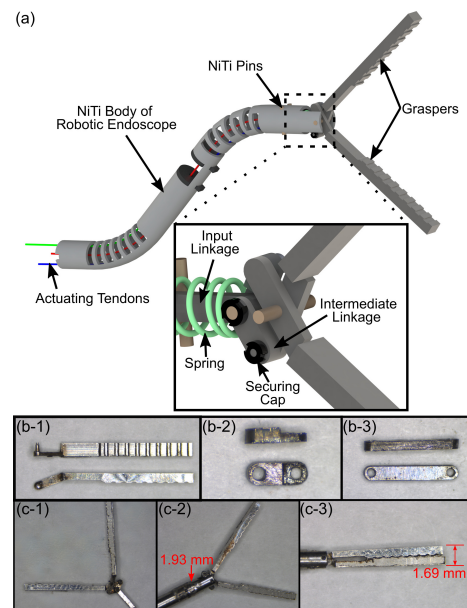 (a)
NiTi Pins
NiTi Body of
Robotic Endoscope
Graspers
Actuating Tendons
Input
Linkage
Intermediate
Linkage
Spring
Securing
Cap
(b-1)
(b-2)
(b-3)
(c-1)
(c-2)
(c-3)
1.93 mm
1.69 mm